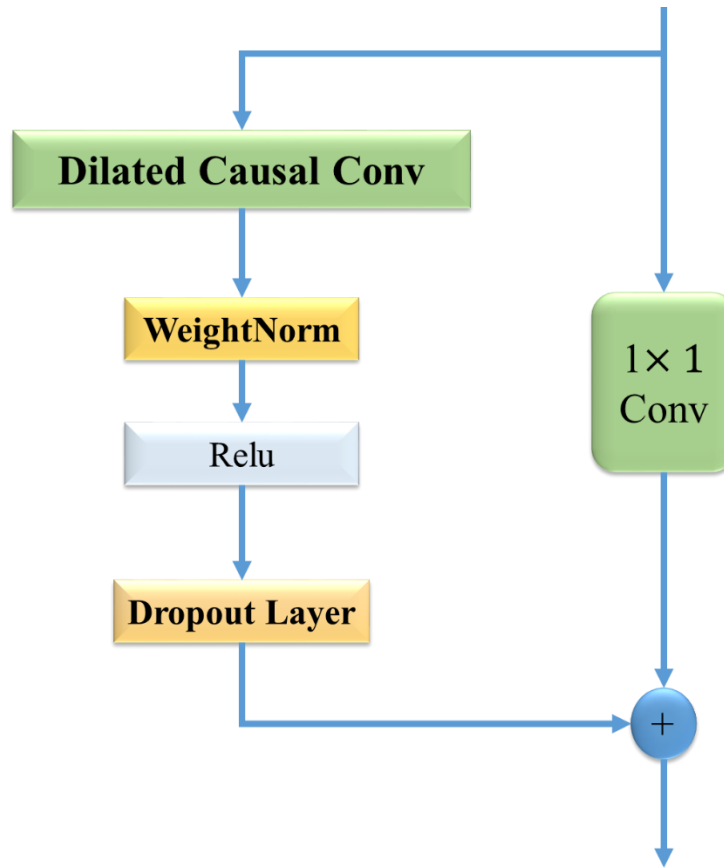 Dilated Causal Conv
WeightNorm
1× 1
Conv
Relu
Dropout Layer
+